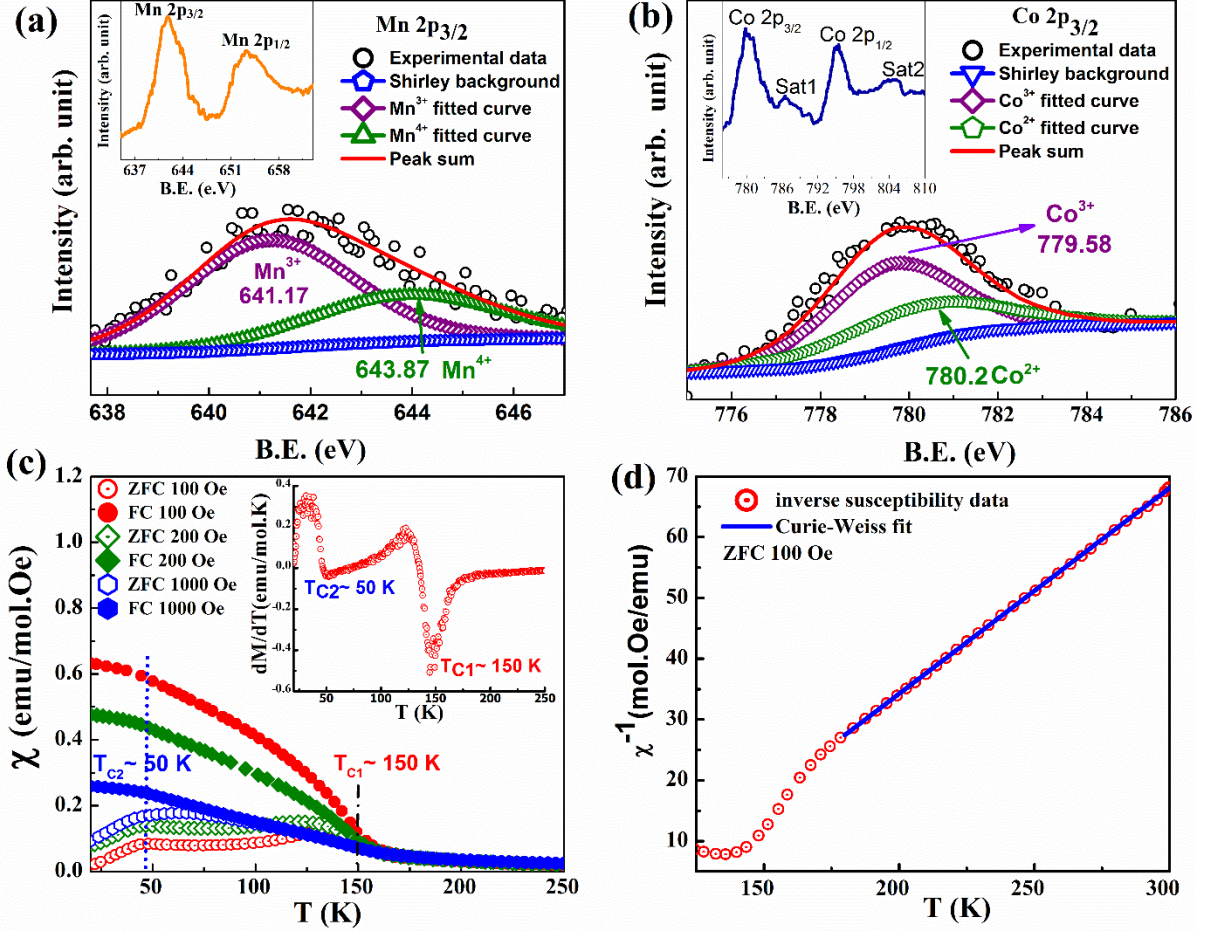 (a)
Mn 2p3/2
Mn 2p3/2
Mn 2p1/2
Intensity (arb. unit)
637 644 651 658
B.E. (e.V)
Experimental data
Shirley background
Mn3+ fitted curve
Mn4+ fitted curve
Peak sum
Intensity (arb. unit)
Mn3+
641.17
643.87 Mn4+
638 640 642 644 646
B.E. (eV)
(b)
Co 2p3/2
Co 2p3/2
Co 2p1/2
Sat1
Sat2
Intensity (arb. unit)
780 786 792 798 804 810
B.E. (eV)
Experimental data
Shirley background
Co3+ fitted curve
Co2+ fitted curve
Peak sum
Intensity (arb. unit)
Co3+
779.58
780.2 Co2+
776 778 780 782 784 786
B.E. (eV)
(c)
ZFC 100 Oe
FC 100 Oe
ZFC 200 Oe
FC 200 Oe
ZFC 1000 Oe
FC 1000 Oe
χ (emu/mol.Oe)
1.2
1.0
0.8
0.6
0.4
0.2
0.0
dM/dT(emu/mol.K)
0.4
0.2
0.0
-0.2
-0.4
-0.6
TC2~ 50 K
TC1~ 150 K
50 100 150 200 250
T (K)
TC2~ 50 K
TC1~ 150 K
50 100 150 200 250
T (K)
(d)
inverse susceptibility data
Curie-Weiss fit
ZFC 100 Oe
χ-1(mol.Oe/emu)
70
60
50
40
30
20
10
150 200 250 300
T (K)